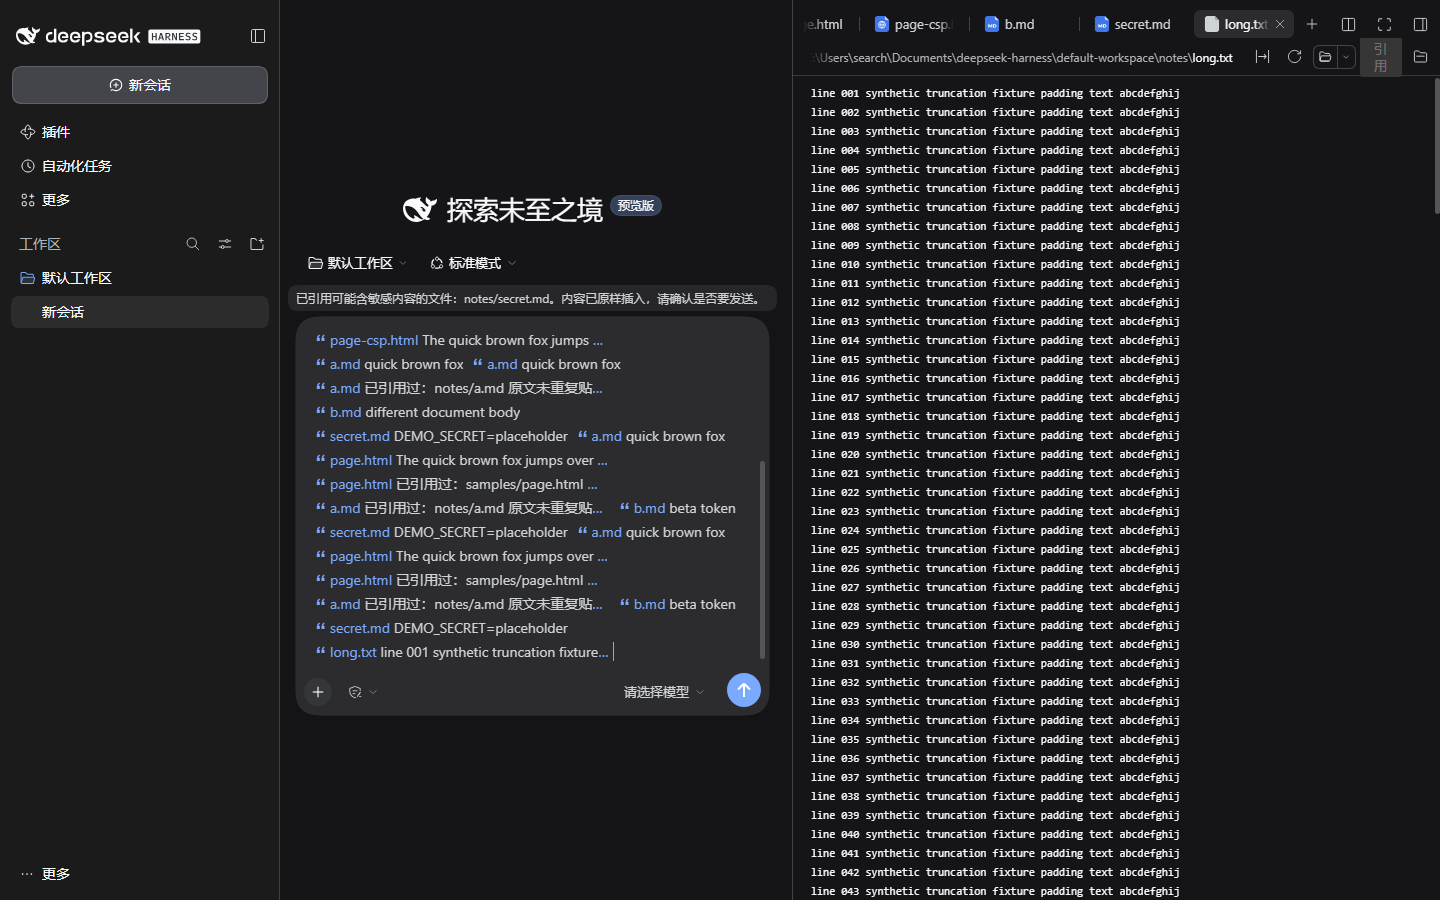 deepseek HARNESS
新会话
插件
自动化任务
更多
工作区
默认工作区
新会话
更多
探索未至之境 预览版
默认工作区 标准模式
已引用可能含敏感内容的文件：notes/secret.md。内容已原样插入，请确认是否要发送。
“ page-csp.html The quick brown fox jumps ...
“ a.md quick brown fox “ a.md quick brown fox
“ a.md 已引用过：notes/a.md 原文未重复贴...
“ b.md different document body
“ secret.md DEMO_SECRET=placeholder “ a.md quick brown fox
“ page.html The quick brown fox jumps over ...
“ page.html 已引用过：samples/page.html ...
“ a.md 已引用过：notes/a.md 原文未重复贴... “ b.md beta token
“ secret.md DEMO_SECRET=placeholder “ a.md quick brown fox
“ page.html The quick brown fox jumps over ...
“ page.html 已引用过：samples/page.html ...
“ a.md 已引用过：notes/a.md 原文未重复贴... “ b.md beta token
“ secret.md DEMO_SECRET=placeholder
“ long.txt line 001 synthetic truncation fixture...
请选择模型
ge.html page-csp. b.md secret.md long.txt
:\Users\search\Documents\deepseek-harness\default-workspace\notes\long.txt
引用
line 001 synthetic truncation fixture padding text abcdefghij
line 002 synthetic truncation fixture padding text abcdefghij
line 003 synthetic truncation fixture padding text abcdefghij
line 004 synthetic truncation fixture padding text abcdefghij
line 005 synthetic truncation fixture padding text abcdefghij
line 006 synthetic truncation fixture padding text abcdefghij
line 007 synthetic truncation fixture padding text abcdefghij
line 008 synthetic truncation fixture padding text abcdefghij
line 009 synthetic truncation fixture padding text abcdefghij
line 010 synthetic truncation fixture padding text abcdefghij
line 011 synthetic truncation fixture padding text abcdefghij
line 012 synthetic truncation fixture padding text abcdefghij
line 013 synthetic truncation fixture padding text abcdefghij
line 014 synthetic truncation fixture padding text abcdefghij
line 015 synthetic truncation fixture padding text abcdefghij
line 016 synthetic truncation fixture padding text abcdefghij
line 017 synthetic truncation fixture padding text abcdefghij
line 018 synthetic truncation fixture padding text abcdefghij
line 019 synthetic truncation fixture padding text abcdefghij
line 020 synthetic truncation fixture padding text abcdefghij
line 021 synthetic truncation fixture padding text abcdefghij
line 022 synthetic truncation fixture padding text abcdefghij
line 023 synthetic truncation fixture padding text abcdefghij
line 024 synthetic truncation fixture padding text abcdefghij
line 025 synthetic truncation fixture padding text abcdefghij
line 026 synthetic truncation fixture padding text abcdefghij
line 027 synthetic truncation fixture padding text abcdefghij
line 028 synthetic truncation fixture padding text abcdefghij
line 029 synthetic truncation fixture padding text abcdefghij
line 030 synthetic truncation fixture padding text abcdefghij
line 031 synthetic truncation fixture padding text abcdefghij
line 032 synthetic truncation fixture padding text abcdefghij
line 033 synthetic truncation fixture padding text abcdefghij
line 034 synthetic truncation fixture padding text abcdefghij
line 035 synthetic truncation fixture padding text abcdefghij
line 036 synthetic truncation fixture padding text abcdefghij
line 037 synthetic truncation fixture padding text abcdefghij
line 038 synthetic truncation fixture padding text abcdefghij
line 039 synthetic truncation fixture padding text abcdefghij
line 040 synthetic truncation fixture padding text abcdefghij
line 041 synthetic truncation fixture padding text abcdefghij
line 042 synthetic truncation fixture padding text abcdefghij
line 043 synthetic truncation fixture padding text abcdefghij